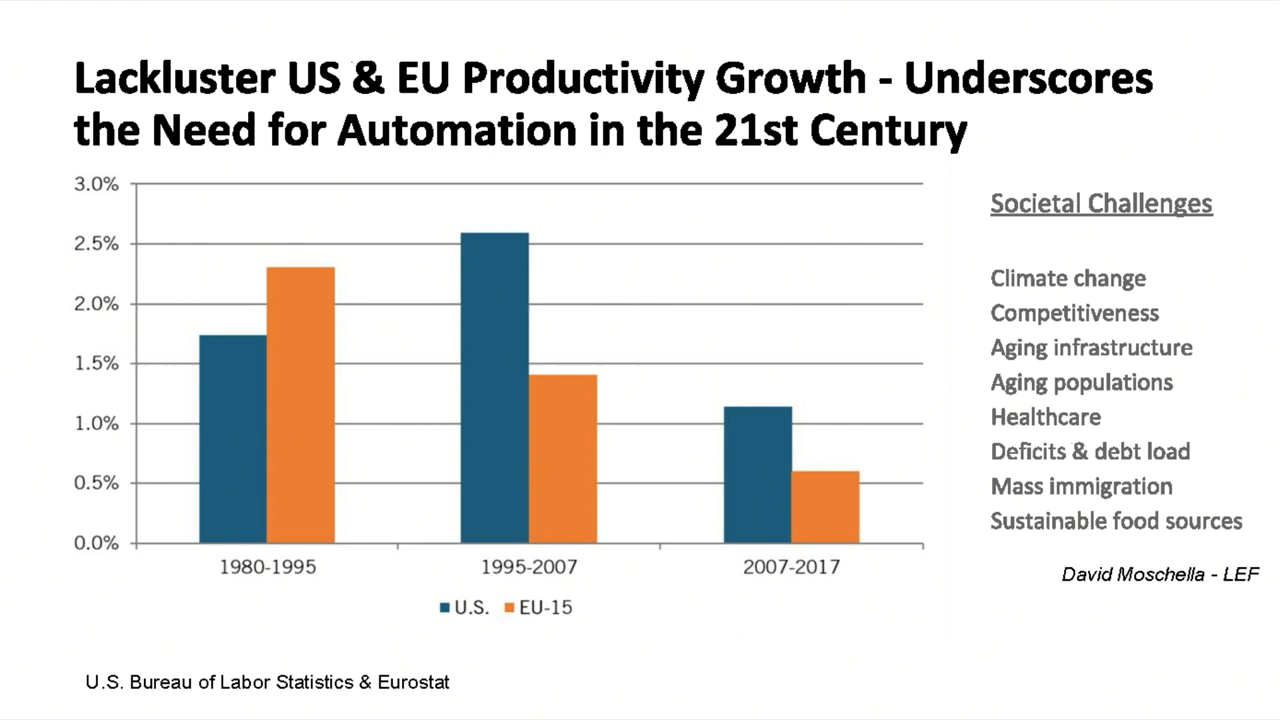 Lackluster US & EU Productivity Growth - Underscores
the Need for Automation in the 21st Century
3.0%
2.5%
2.0%
1.5%
1.0%
0.5%
0.0%
1980-1995 1995-2007 2007-2017
U.S. EU-15
Societal Challenges
Climate change
Competitiveness
Aging infrastructure
Aging populations
Healthcare
Deficits & debt load
Mass immigration
Sustainable food sources
David Moschella - LEF
U.S. Bureau of Labor Statistics & Eurostat